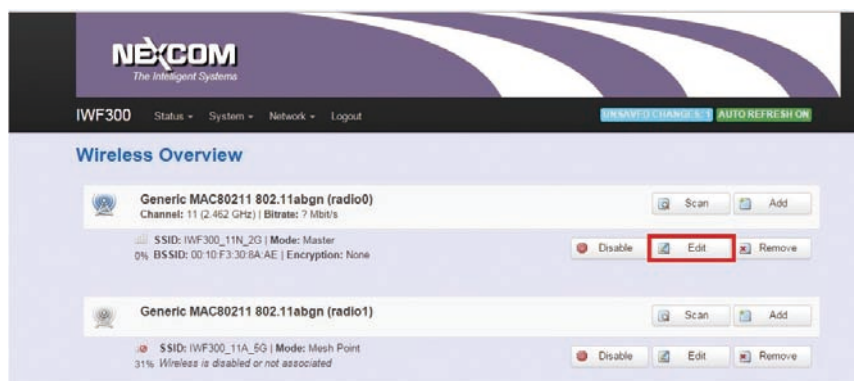 NEXCOM
The Intelligent Systems
IWF300 Status System Network Logout UNSAVED CHANGES: 1 AUTO REFRESH ON
Wireless Overview
Generic MAC80211 802.11abgn (radio0)
Channel: 11 (2.462 GHz) | Bitrate: ? Mbit/s
Scan Add
SSID: IWF300_11N_2G | Mode: Master
0% BSSID: 00:10:F3:30:8A:AE | Encryption: None
Disable Edit Remove
Generic MAC80211 802.11abgn (radio1)
Scan Add
SSID: IWF300_11A_5G | Mode: Mesh Point
31% Wireless is disabled or not associated
Disable Edit Remove